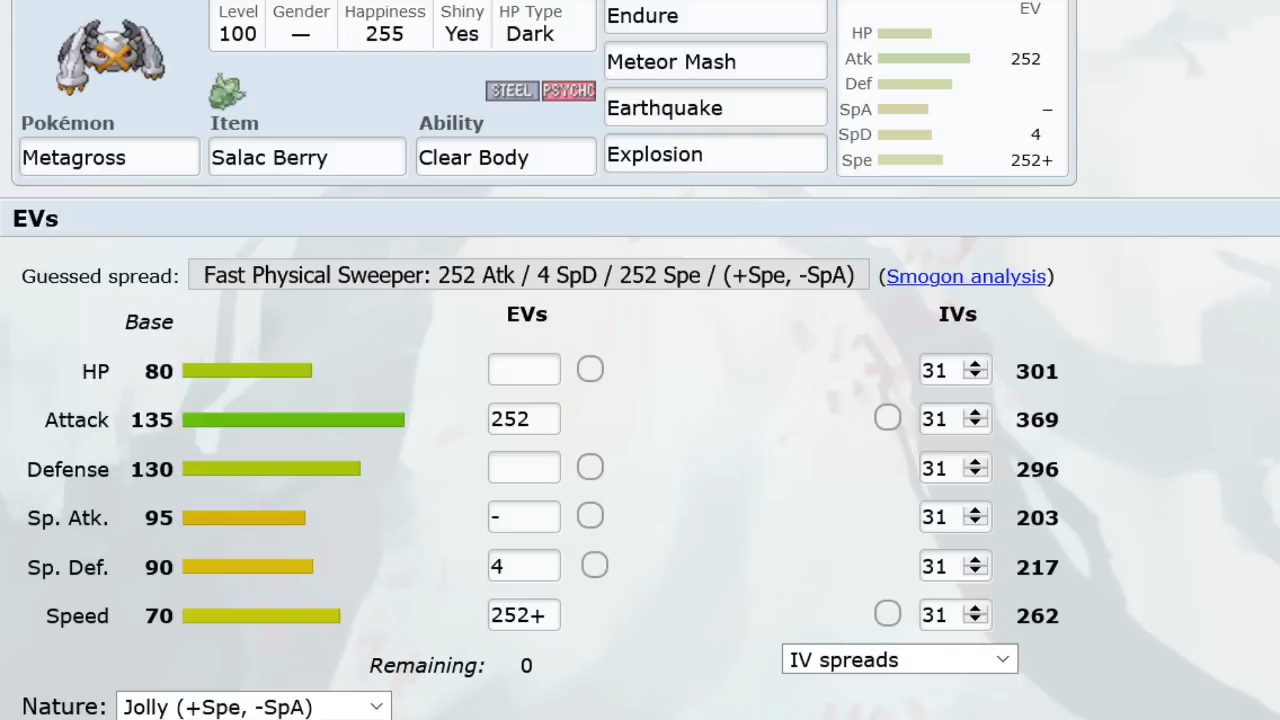 Level Gender Happiness Shiny HP Type
100 — 255 Yes Dark
STEEL PSYCHC
Pokémon Item Ability
Metagross Salac Berry Clear Body
Endure
Meteor Mash
Earthquake
Explosion
EV
HP
Atk 252
Def
SpA –
SpD 4
Spe 252+
EVs
Guessed spread: Fast Physical Sweeper: 252 Atk / 4 SpD / 252 Spe / (+Spe, -SpA) (Smogon analysis)
Base EVs IVs
HP 80 31 301
Attack 135 252 31 369
Defense 130 31 296
Sp. Atk. 95 - 31 203
Sp. Def. 90 4 31 217
Speed 70 252+ 31 262
Remaining: 0 IV spreads
Nature: Jolly (+Spe, -SpA)